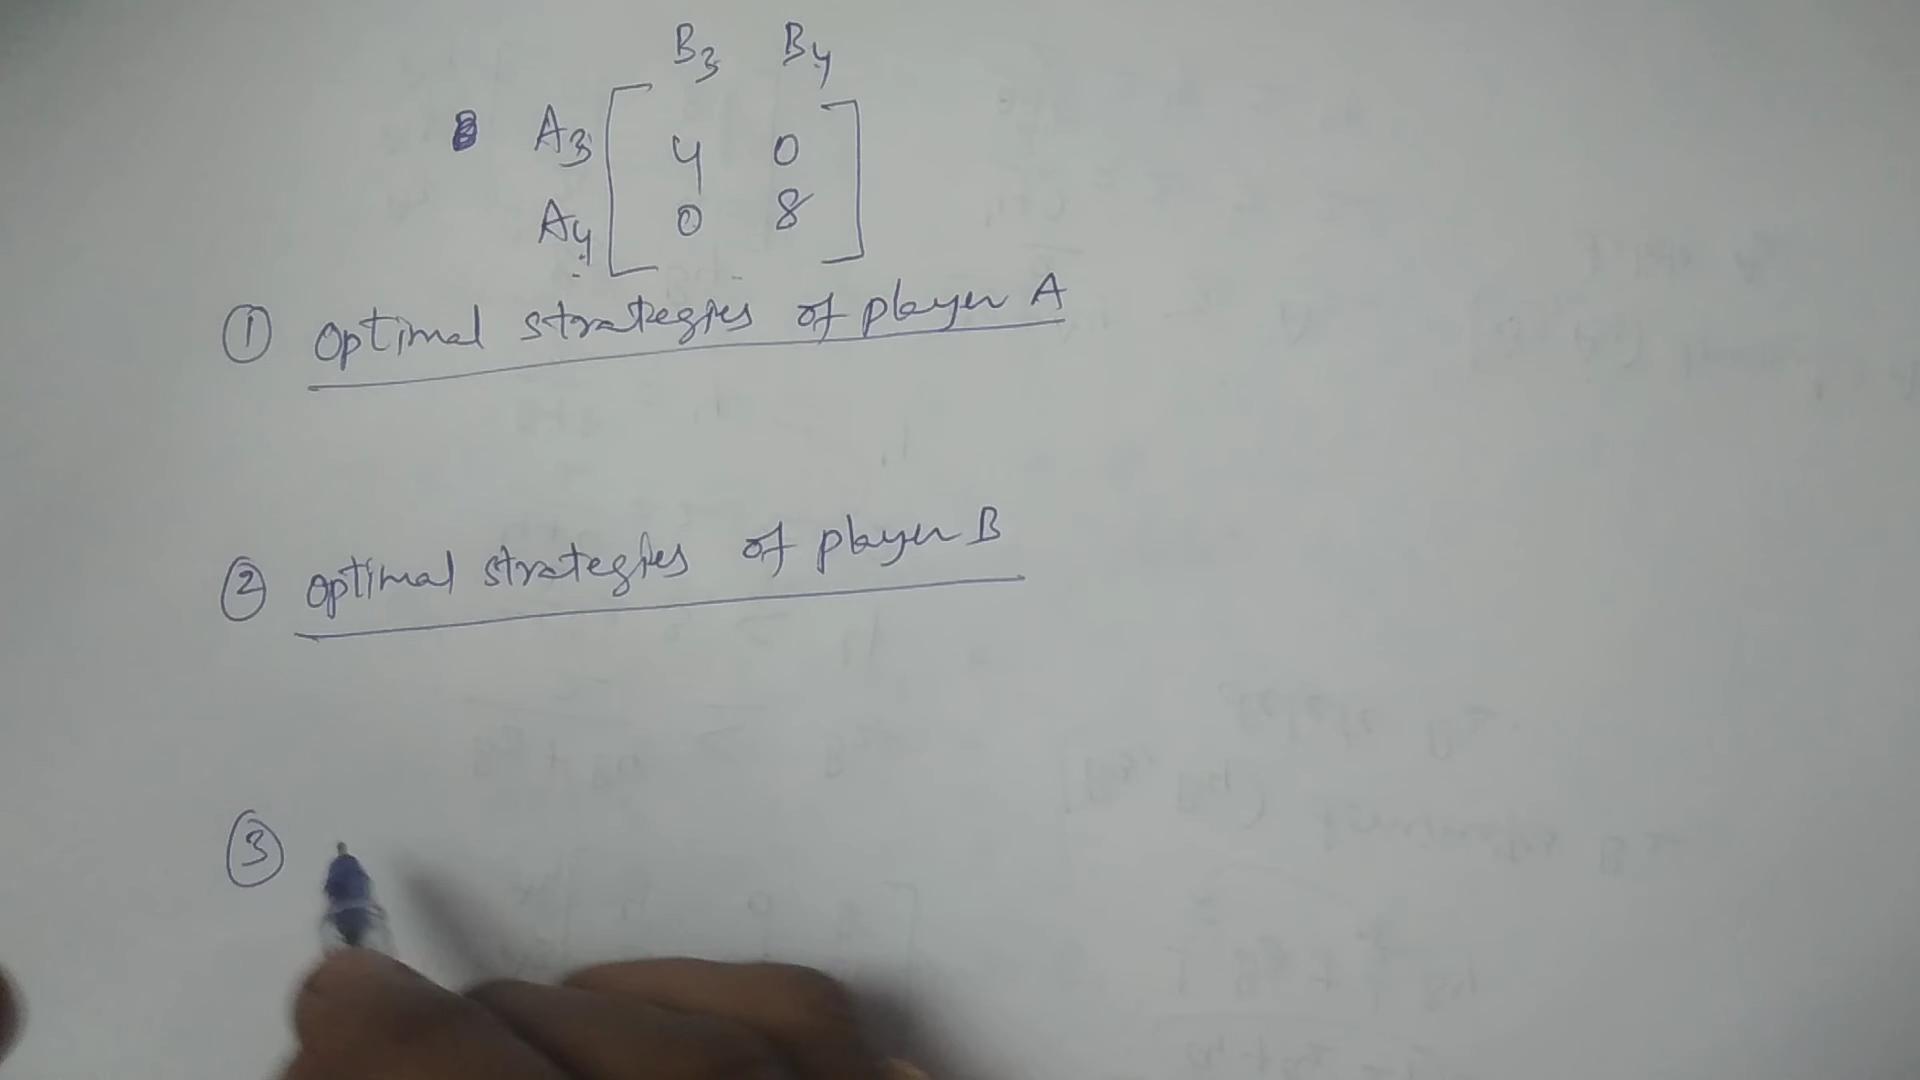 B3 B4
A3 4 0
A4 0 8
① optimal strategies of player A
② optimal strategies of player B
③